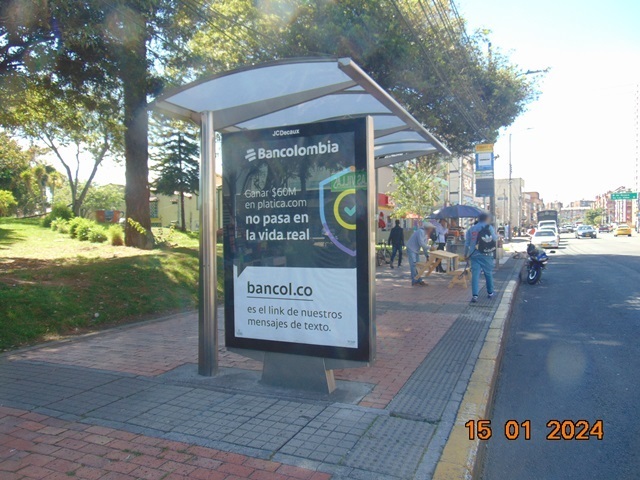 JCDecaux
Bancolombia
Ganar $60M
en platica.com
no pasa en
la vida real
bancol.co
es el link de nuestros
mensajes de texto.
15 01 2024